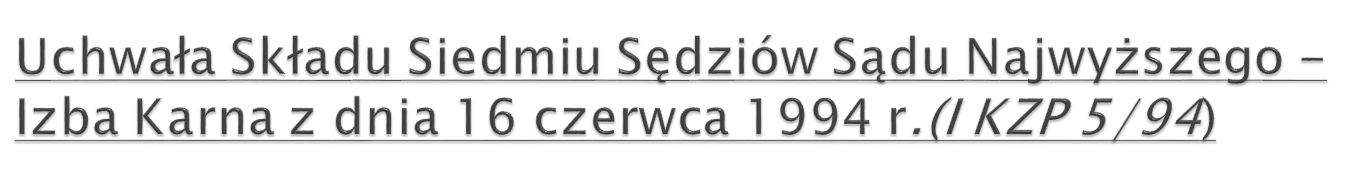 Uchwała Składu Siedmiu Sędziów Sądu Najwyższego –
Izba Karna z dnia 16 czerwca 1994 r.(I KZP 5/94)